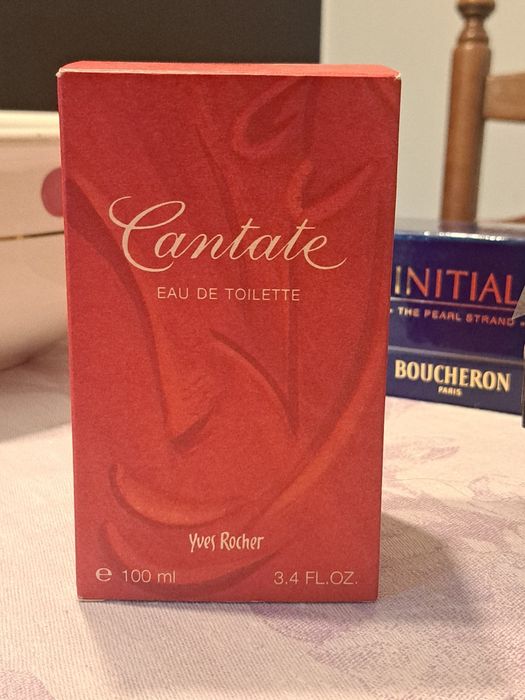 Cantate
EAU DE TOILETTE
Yves Rocher
e 100 ml
3.4 FL.OZ.
INITIAL
THE PEARL STRAND
BOUCHERON
PARIS